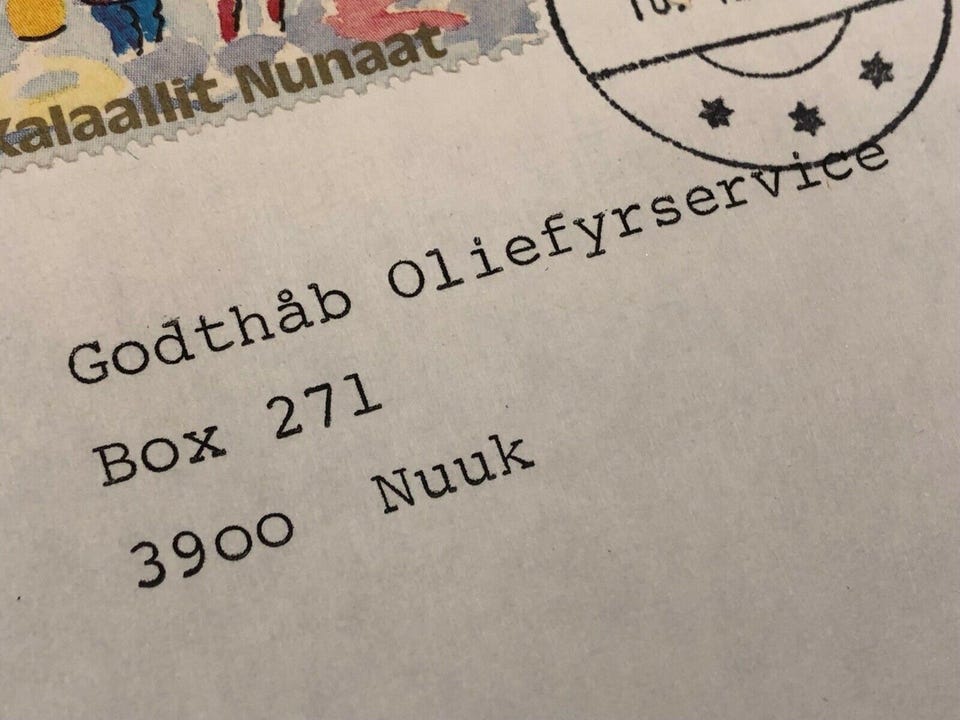 Kalaallit Nunaat
Godthåb Oliefyrservice
Box 271
3900 Nuuk